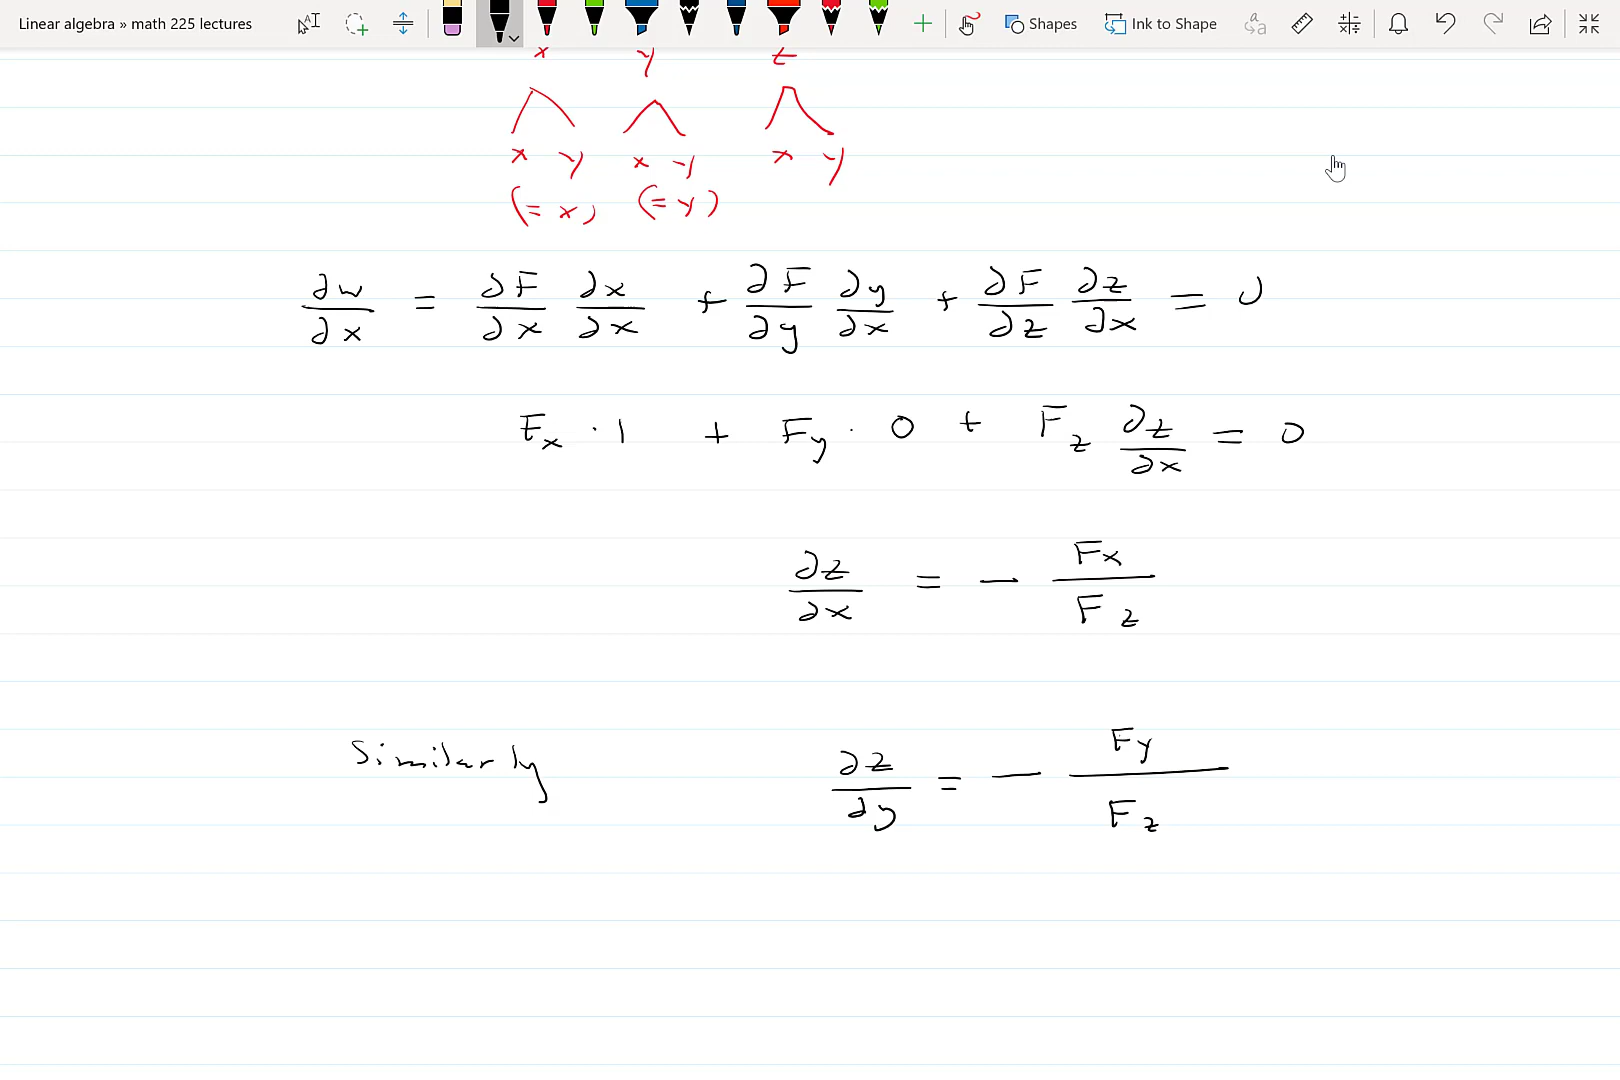 Linear algebra » math 225 lectures Shapes Ink to Shape
x y z
x y x y x y
(= x) (= y)
∂w/∂x = ∂F/∂x ∂x/∂x + ∂F/∂y ∂y/∂x + ∂F/∂z ∂z/∂x = 0
Fx · 1 + Fy · 0 + Fz ∂z/∂x = 0
∂z/∂x = − Fx/Fz
Similarly ∂z/∂y = − Fy/Fz